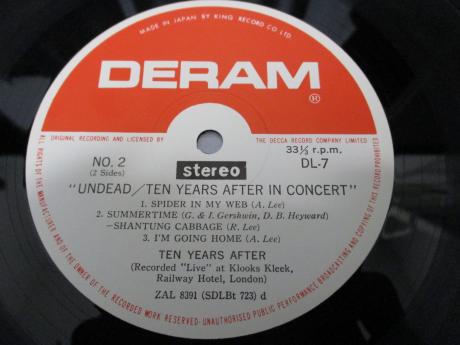 MADE IN JAPAN BY KING RECORD CO LTD.
DERAM
®
ORIGINAL RECORDING AND LICENSED BY THE DECCA RECORD COMPANY LIMITED
NO. 2
(2 Sides)
stereo
33⅓ r.p.m.
DL-7
"UNDEAD/TEN YEARS AFTER IN CONCERT"
1. SPIDER IN MY WEB (A. Lee)
2. SUMMERTIME (G. & I. Gershwin, D. B. Heyward)
-SHANTUNG CABBAGE (R. Lee)
3. I'M GOING HOME (A. Lee)
TEN YEARS AFTER
(Recorded "Live" at Klooks Kleek,
Railway Hotel, London)
ZAL 8391 (SDLBt 723) d
ALL RIGHTS OF THE MANUFACTURER AND OF THE OWNER OF THE RECORDED WORK RESERVED·UNAUTHORISED PUBLIC PERFORMANCE BROADCASTING AND COPYING OF THIS RECORD PROHIBITED